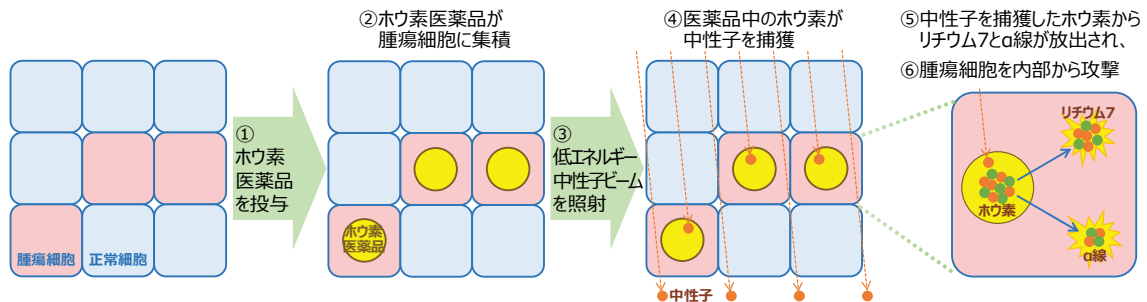 ②ホウ素医薬品が
腫瘍細胞に集積
④医薬品中のホウ素が
中性子を捕獲
⑤中性子を捕獲したホウ素から
リチウム7とα線が放出され、
⑥腫瘍細胞を内部から攻撃
①
ホウ素
医薬品
を投与
③
低エネルギー
中性子ビーム
を照射
リチウム7
ホウ素
α線
ホウ素
医薬品
腫瘍細胞
正常細胞
中性子